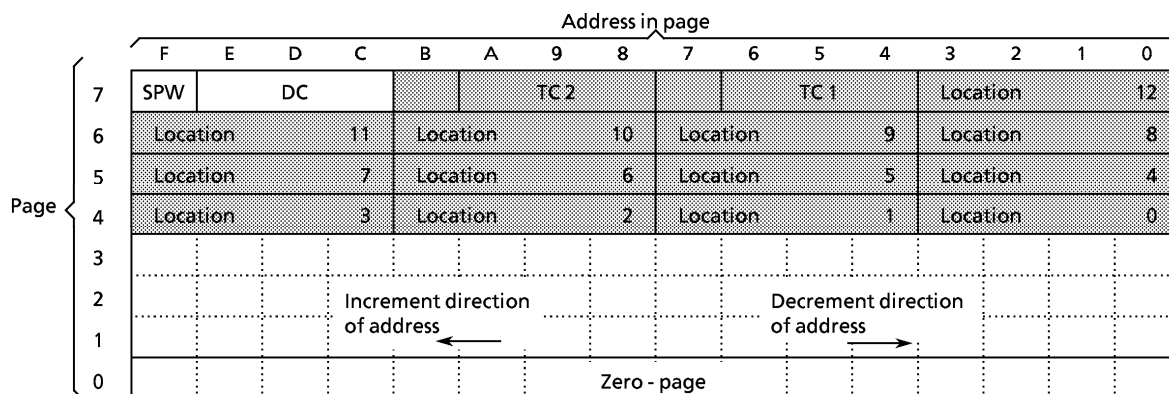 Address in page
F E D C B A 9 8 7 6 5 4 3 2 1 0
7 SPW DC TC 2 TC 1 Location 12
6 Location 11 Location 10 Location 9 Location 8
5 Location 7 Location 6 Location 5 Location 4
Page 4 Location 3 Location 2 Location 1 Location 0
3
2 Increment direction Decrement direction
of address of address
1
0 Zero - page